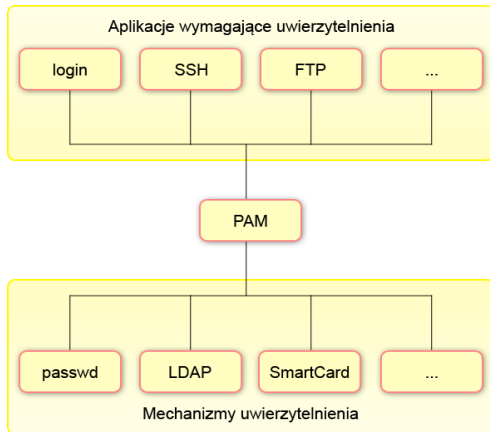 Aplikacje wymagające uwierzytelnienia
login SSH FTP ...
PAM
passwd LDAP SmartCard ...
Mechanizmy uwierzytelnienia